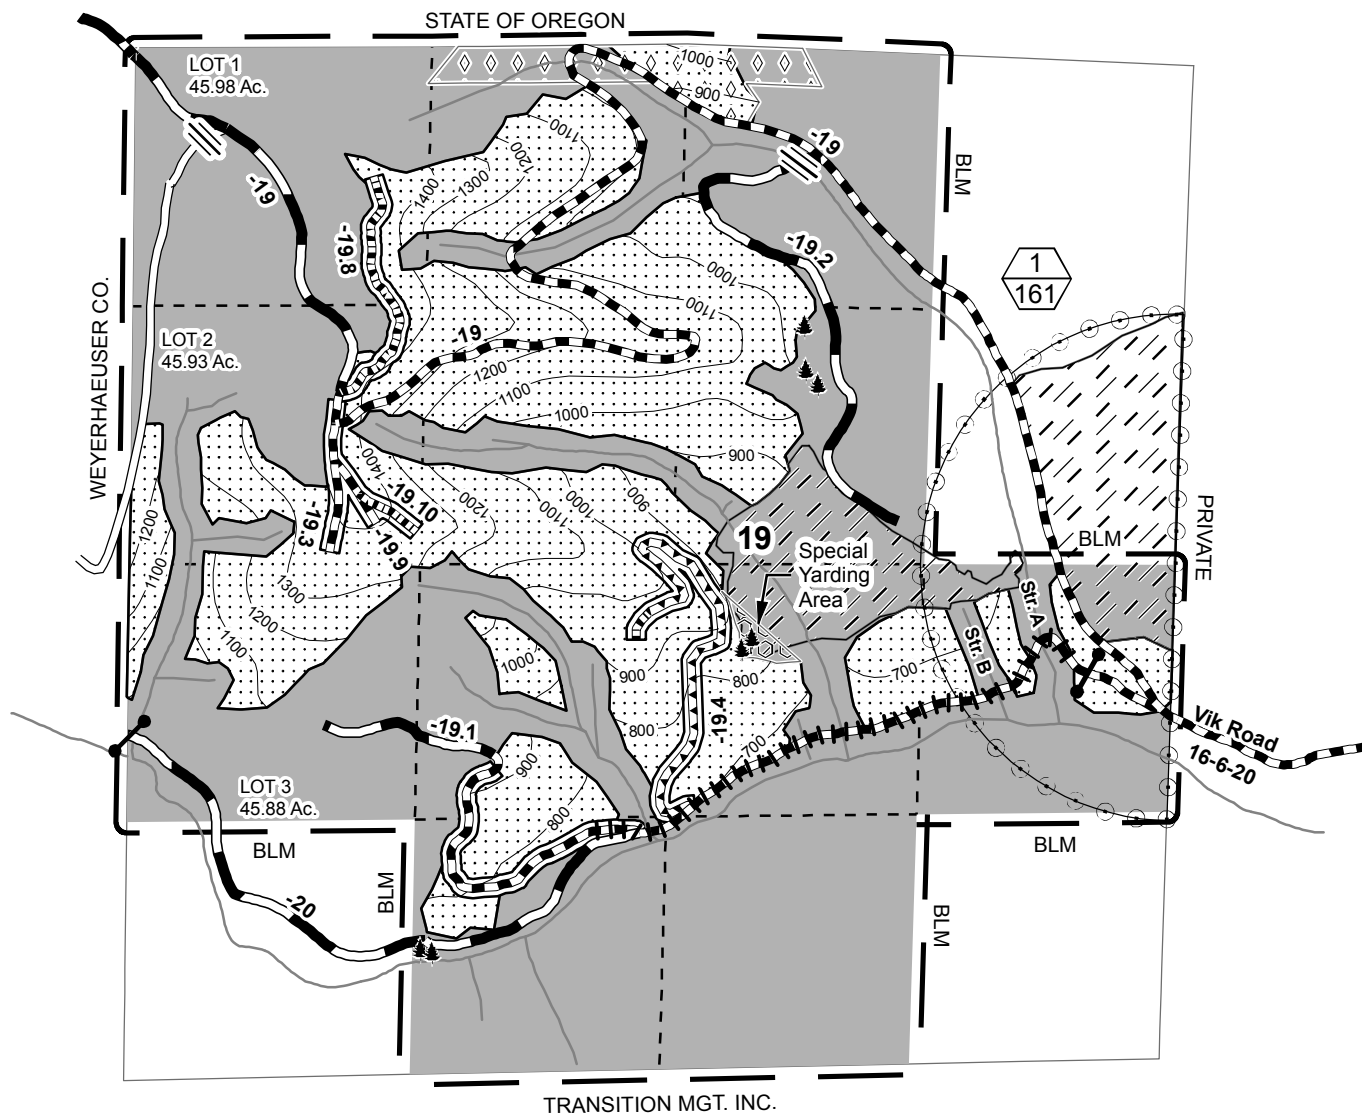 STATE OF OREGON
LOT 1
45.98 Ac.
1000
900
-19
-19
BLM
1100
1200
1300
1400
-19.8
-19.2
1000
1100
1
161
WEYERHAEUSER CO.
LOT 2
45.93 Ac.
-19
1200
1100
1000
900
1400
-19.10
1200
1100
1000
900
-19.3
-19.9
19
Special
Yarding
Area
BLM
PRIVATE
1200
1100
1300
1200
1100
Str. A
Str. B
1000
900
800
700
800
-19.4
700
-19.1
900
800
Vik Road
16-6-20
LOT 3
45.88 Ac.
BLM
BLM
BLM
BLM
-20
TRANSITION MGT. INC.